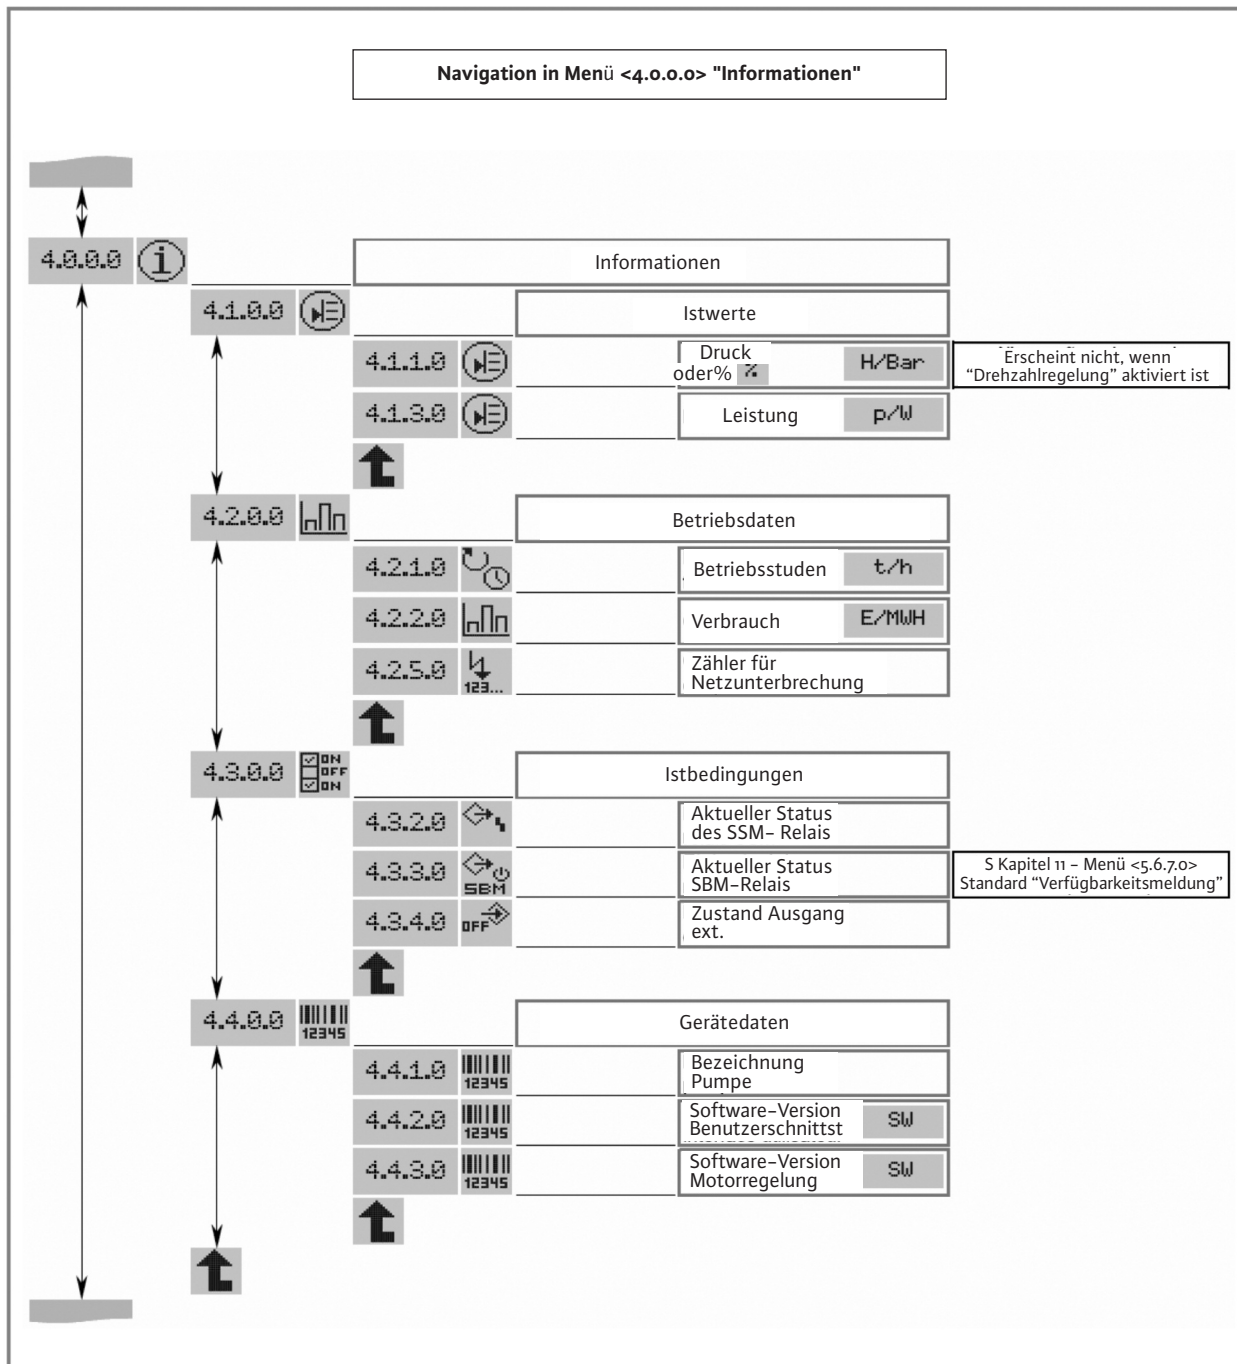 Navigation in Menü <4.0.0.0> "Informationen"
4.0.0.0 i Informationen
4.1.0.0 Istwerte
4.1.1.0 Druck H/Bar
oder% %
Erscheint nicht, wenn
“Drehzahlregelung” aktiviert ist
4.1.3.0 Leistung p/W
4.2.0.0 Betriebsdaten
4.2.1.0 Betriebsstuden t/h
4.2.2.0 Verbrauch E/MWH
4.2.5.0 123... Zähler für
Netzunterbrechung
4.3.0.0 ON OFF ON Istbedingungen
4.3.2.0 Aktueller Status
des SSM- Relais
4.3.3.0 SBM Aktueller Status
SBM-Relais
S Kapitel 11 - Menü <5.6.7.0>
Standard “Verfügbarkeitsmeldung”
4.3.4.0 OFF Zustand Ausgang
ext.
4.4.0.0 12345 Gerätedaten
4.4.1.0 12345 Bezeichnung
Pumpe
4.4.2.0 12345 Software-Version SW
Benutzerschnittst
4.4.3.0 12345 Software-Version SW
Motorregelung